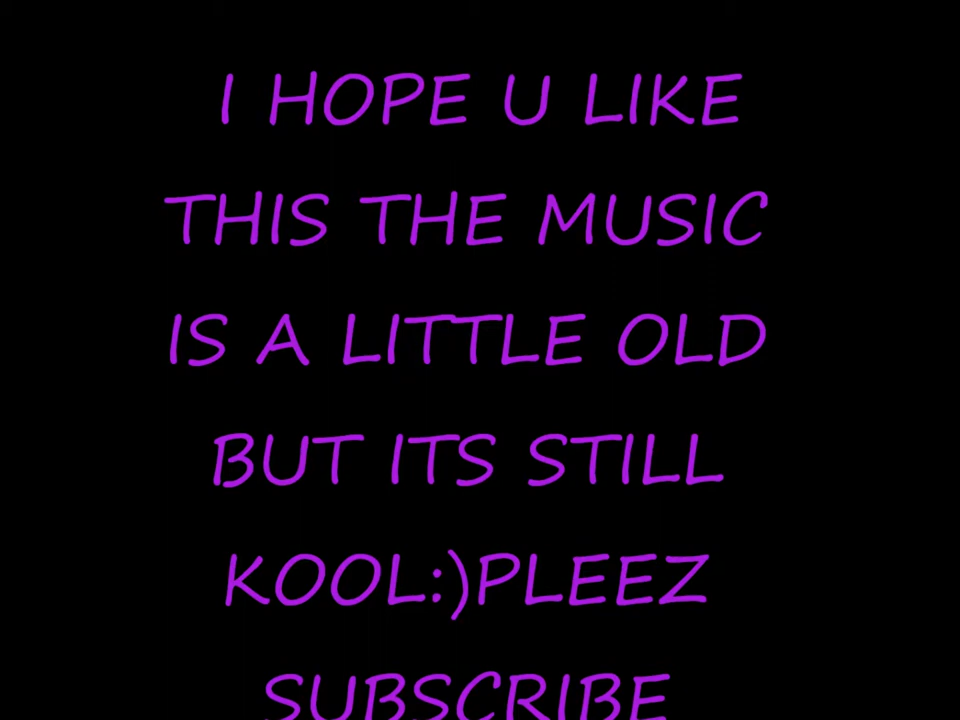 I HOPE U LIKE
THIS THE MUSIC
IS A LITTLE OLD
BUT ITS STILL
KOOL:)PLEEZ
SUBSCRIBE